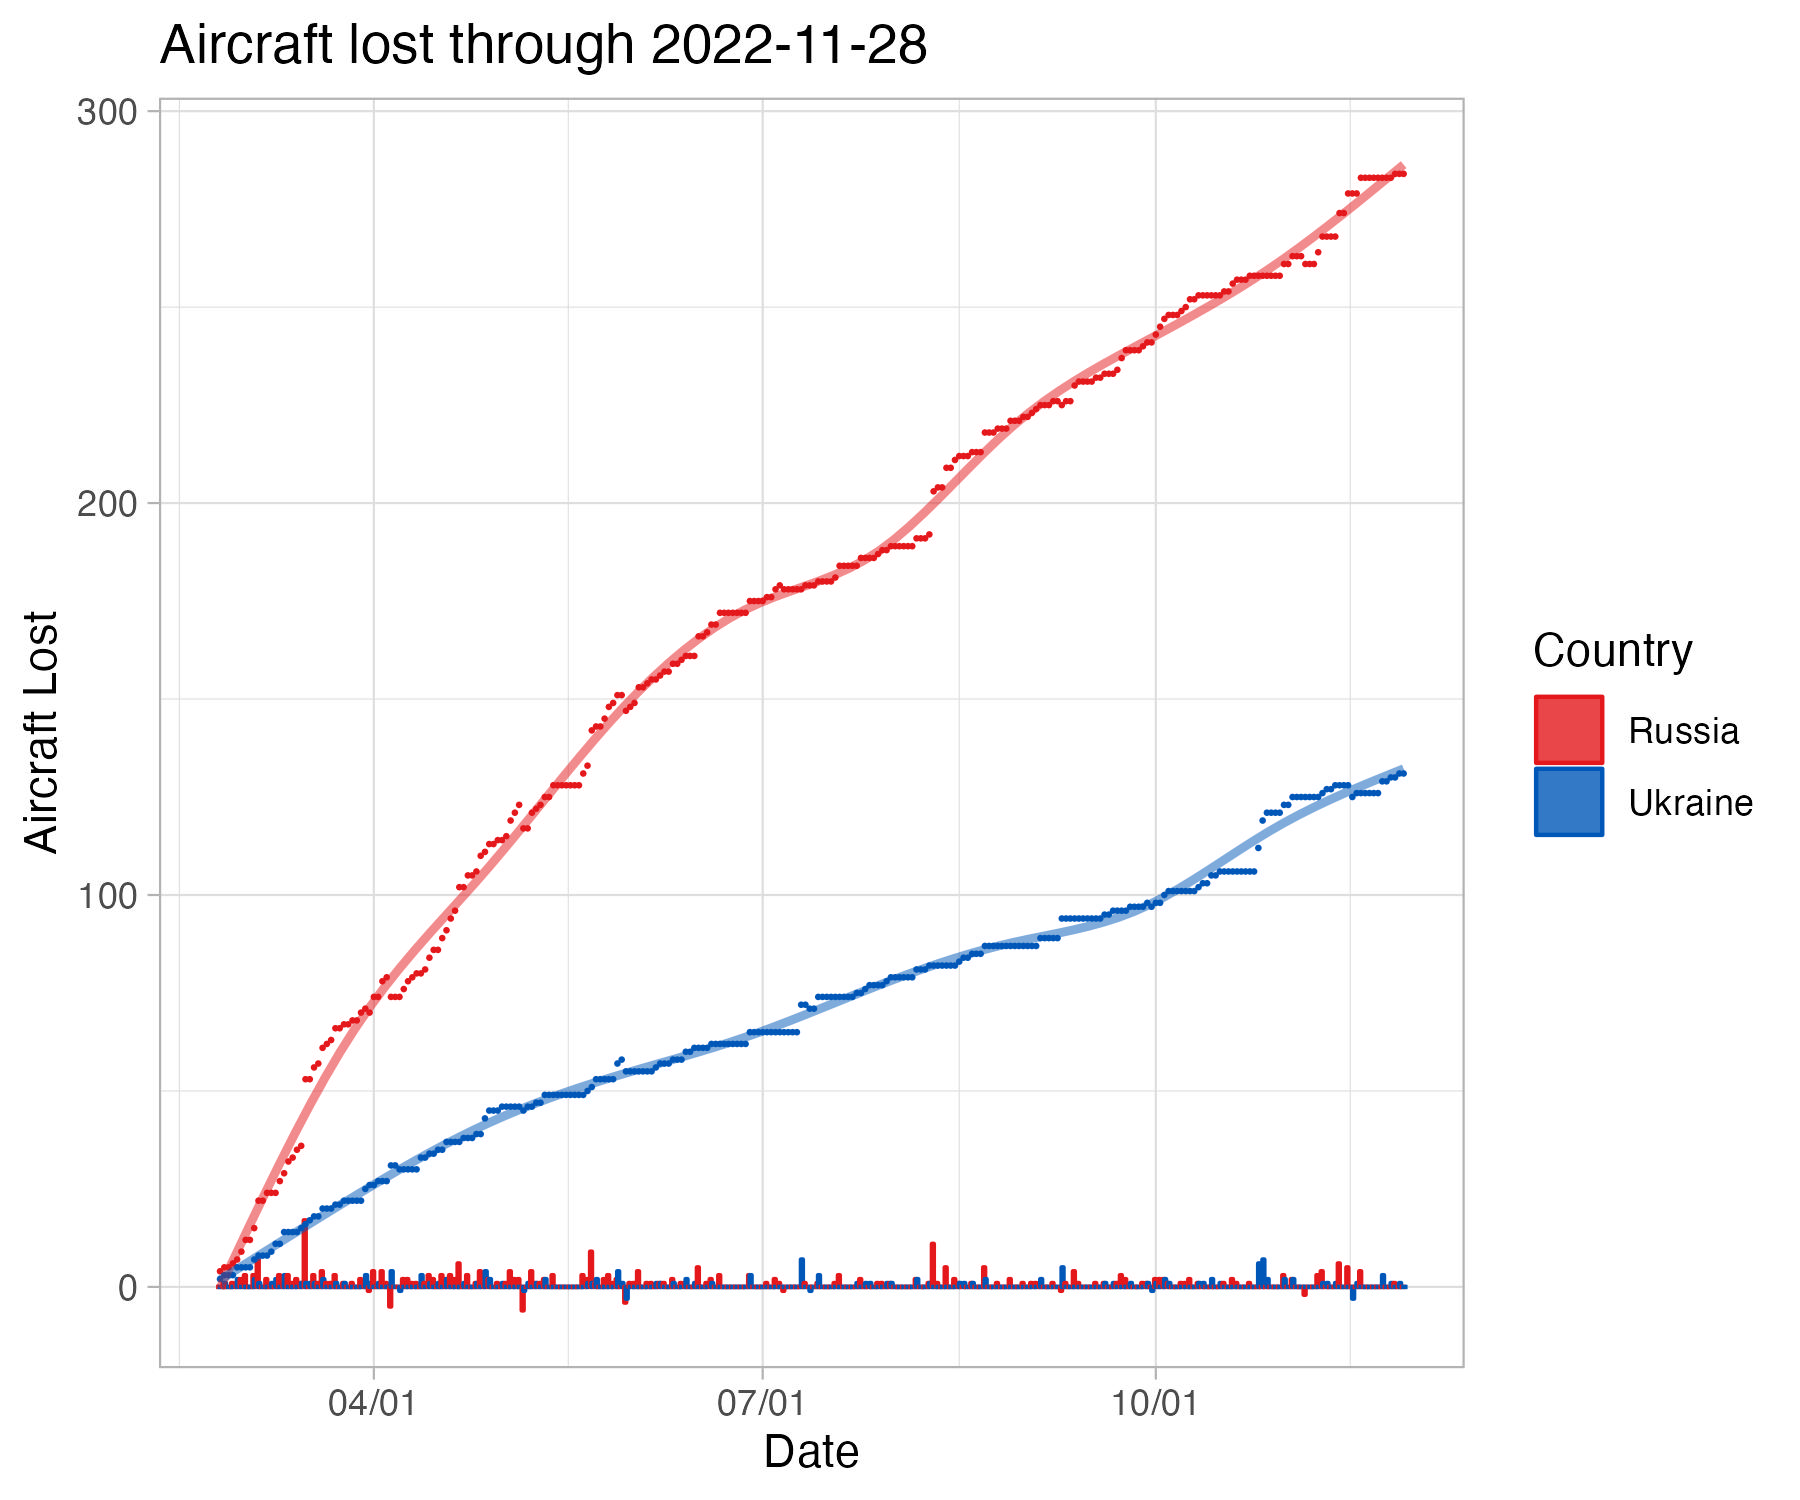 Aircraft lost through 2022-11-28
300
200
100
0
Aircraft Lost
04/01
07/01
10/01
Date
Country
Russia
Ukraine